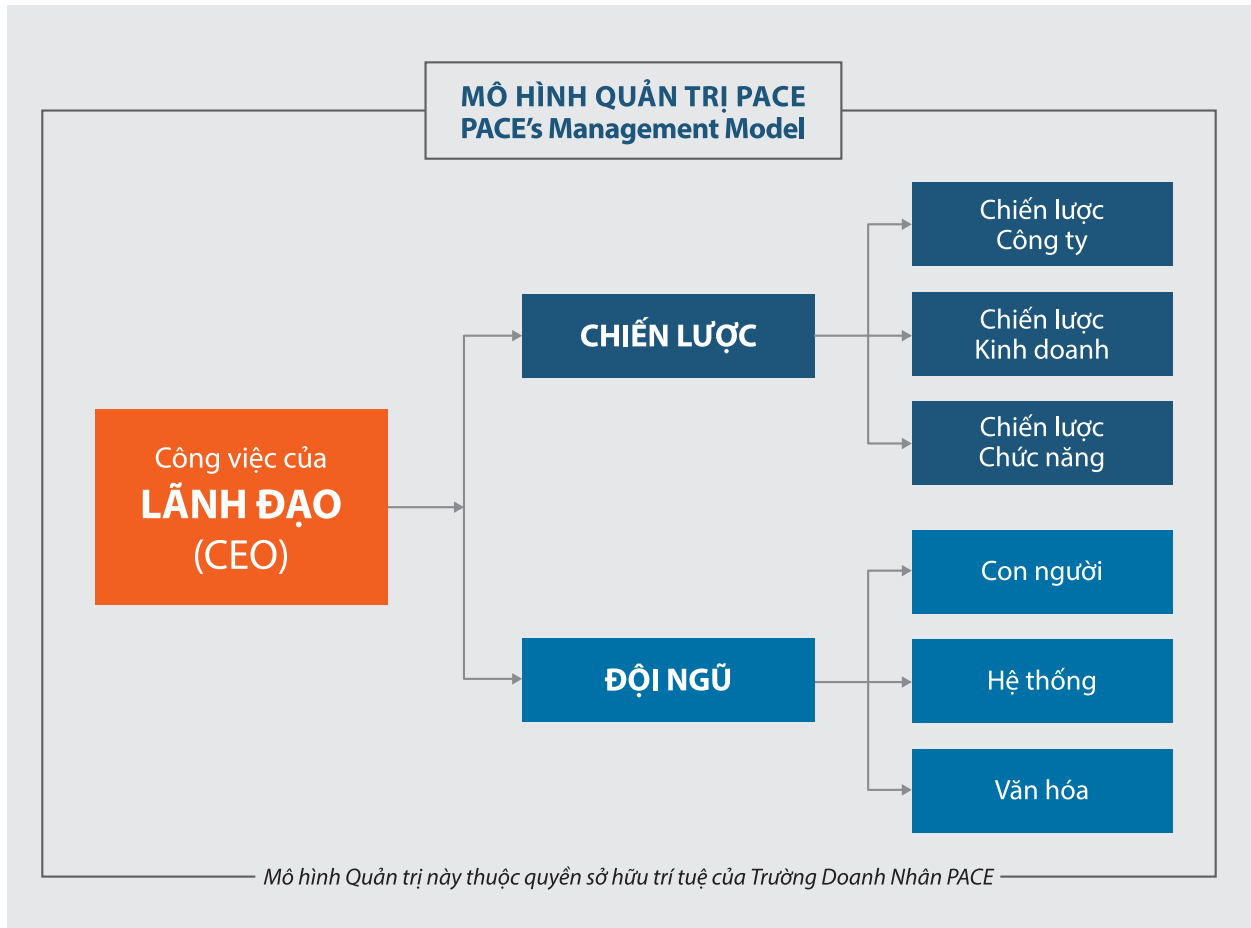 MÔ HÌNH QUẢN TRỊ PACE
PACE's Management Model
Công việc của
LÃNH ĐẠO
(CEO)
CHIẾN LƯỢC
Chiến lược
Công ty
Chiến lược
Kinh doanh
Chiến lược
Chức năng
ĐỘI NGŨ
Con người
Hệ thống
Văn hóa
Mô hình Quản trị này thuộc quyền sở hữu trí tuệ của Trường Doanh Nhân PACE